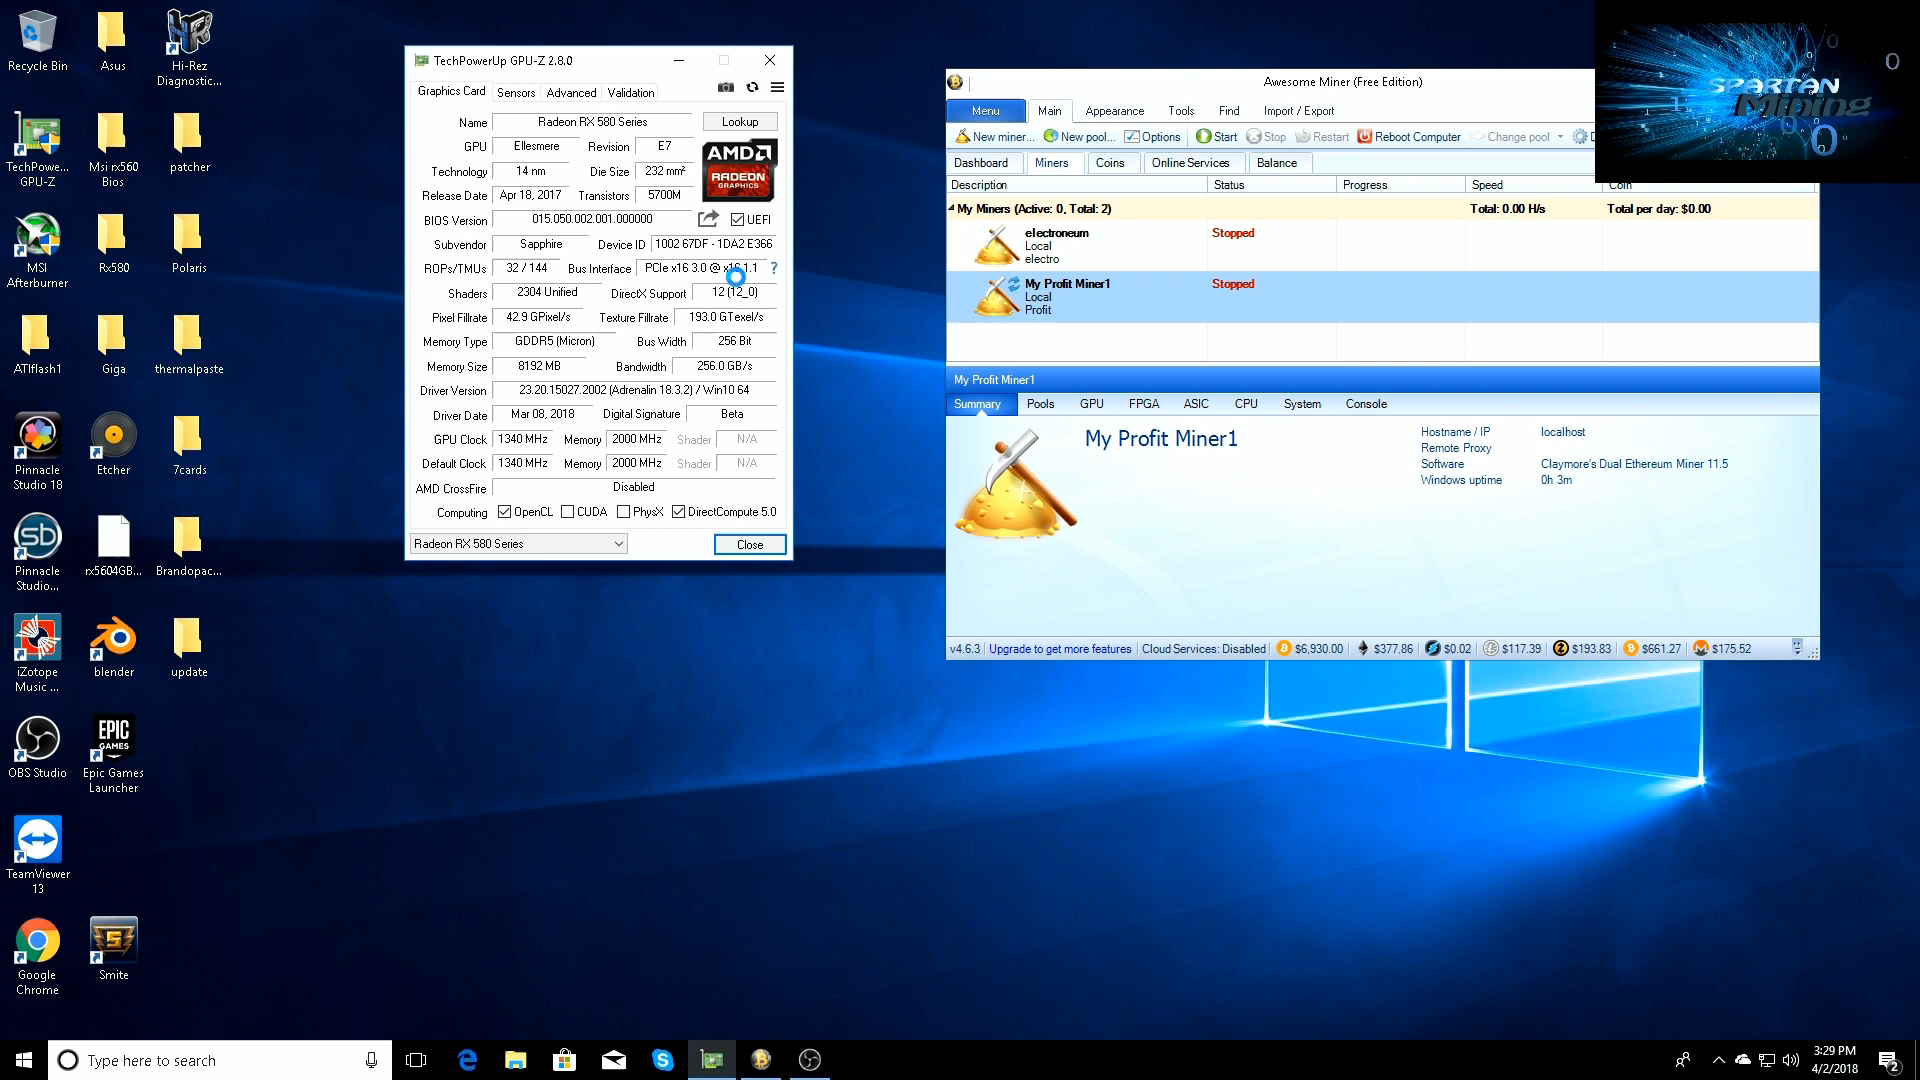 Recycle Bin
Asus
Hi-Rez
Diagnostic...
TechPowe...
GPU-Z
Msi rx560
Bios
patcher
MSI
Afterburner
Rx580
Polaris
ATIflash1
Giga
thermalpaste
Pinnacle
Studio 18
Etcher
7cards
Pinnacle
Studio...
rx5604GB...
Brandopac...
iZotope
Music ...
blender
update
OBS Studio
EPIC
GAMES
Epic Games
Launcher
TeamViewer
13
Google
Chrome
Smite
TechPowerUp GPU-Z 2.8.0
Graphics Card Sensors Advanced Validation
Name Radeon RX 580 Series Lookup
GPU Ellesmere Revision E7
Technology 14 nm Die Size 232 mm²
Release Date Apr 18, 2017 Transistors 5700M
AMD
RADEON
GRAPHICS
BIOS Version 015.050.002.001.000000 UEFI
Subvendor Sapphire Device ID 1002 67DF - 1DA2 E366
ROPs/TMUs 32 / 144 Bus Interface PCIe x16 3.0 @ x16 1.1 ?
Shaders 2304 Unified DirectX Support 12 (12_0)
Pixel Fillrate 42.9 GPixel/s Texture Fillrate 193.0 GTexel/s
Memory Type GDDR5 (Micron) Bus Width 256 Bit
Memory Size 8192 MB Bandwidth 256.0 GB/s
Driver Version 23.20.15027.2002 (Adrenalin 18.3.2) / Win10 64
Driver Date Mar 08, 2018 Digital Signature Beta
GPU Clock 1340 MHz Memory 2000 MHz Shader N/A
Default Clock 1340 MHz Memory 2000 MHz Shader N/A
AMD CrossFire Disabled
Computing OpenCL CUDA PhysX DirectCompute 5.0
Radeon RX 580 Series Close
Awesome Miner (Free Edition)
Menu Main Appearance Tools Find Import / Export
New miner... New pool... Options Start Stop Restart Reboot Computer Change pool
Dashboard Miners Coins Online Services Balance
Description Status Progress Speed Coin
My Miners (Active: 0, Total: 2) Total: 0.00 H/s Total per day: $0.00
electroneum Stopped
Local
electro
My Profit Miner1 Stopped
Local
Profit
My Profit Miner1
Summary Pools GPU FPGA ASIC CPU System Console
My Profit Miner1
Hostname / IP localhost
Remote Proxy
Software Claymore's Dual Ethereum Miner 11.5
Windows uptime 0h 3m
v4.6.3 Upgrade to get more features Cloud Services: Disabled $6,930.00 $377.86 $0.02 $117.39 $193.83 $661.27 $175.52
SPARTAN
Mining
Type here to search
3:29 PM
4/2/2018
2